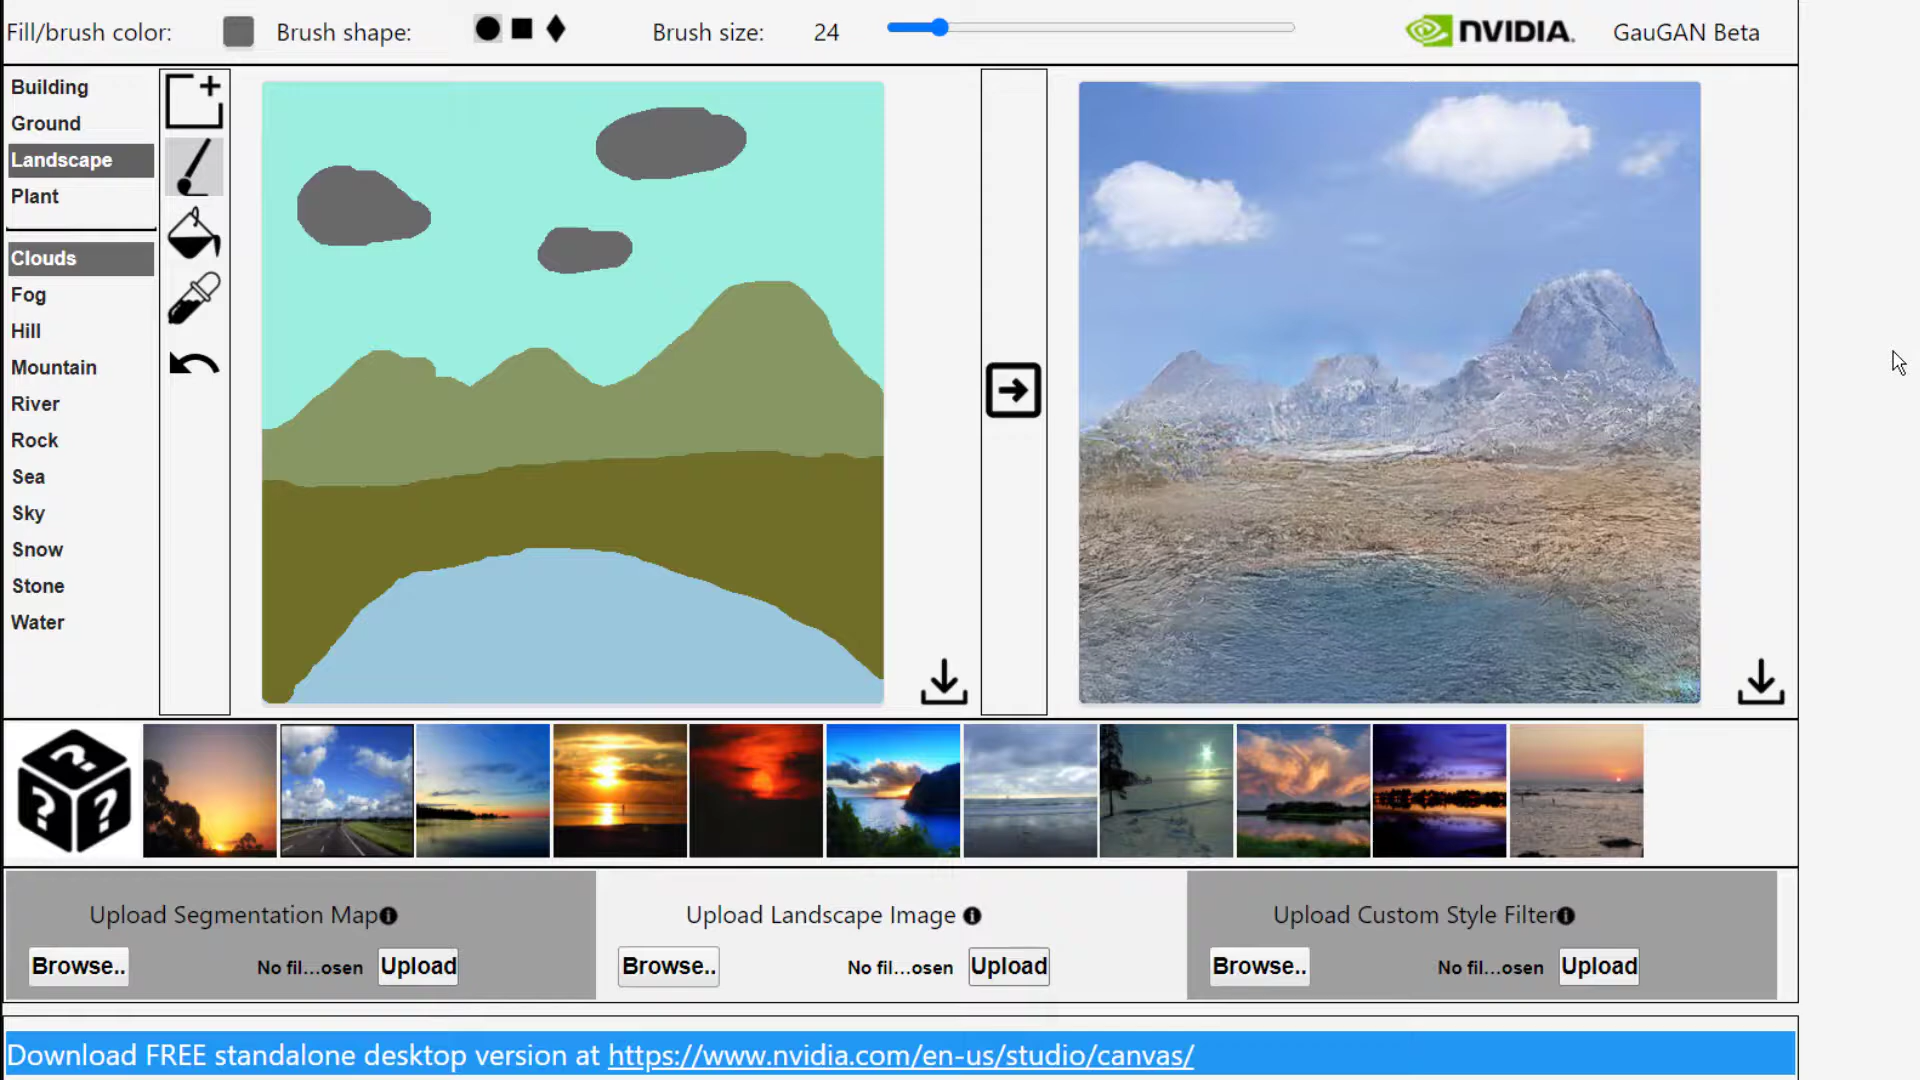 Fill/brush color:
Brush shape:
Brush size: 24
NVIDIA.
GauGAN Beta
Building
Ground
Landscape
Plant
Clouds
Fog
Hill
Mountain
River
Rock
Sea
Sky
Snow
Stone
Water
? ? ?
Upload Segmentation Map
Browse.. No fil...osen Upload
Upload Landscape Image
Browse.. No fil...osen Upload
Upload Custom Style Filter
Browse.. No fil...osen Upload
Download FREE standalone desktop version at https://www.nvidia.com/en-us/studio/canvas/